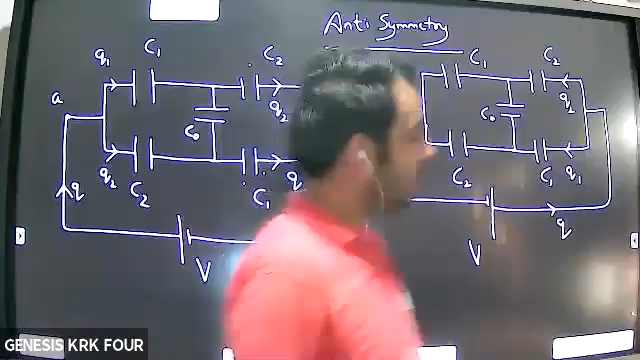 Anti Symmetry
q1 C1 C2
a
q2
C0
q2 q
C2 C1
q
V
C1 C2
q2
C0
C2 C1 q1
V q
GENESIS KRK FOUR